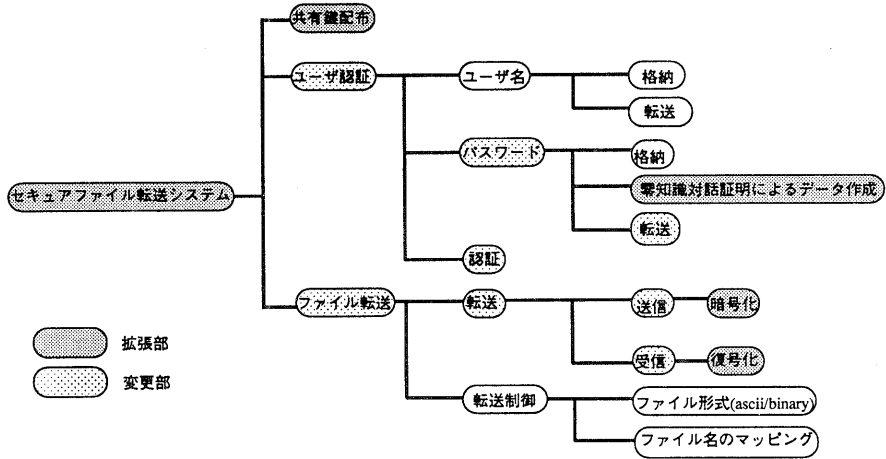 共有鍵配布
ユーザ認証
ユーザ名
格納
転送
パスワード
格納
零知識対話証明によるデータ作成
転送
認証
セキュアファイル転送システム
ファイル転送
転送
送信
暗号化
受信
復号化
転送制御
ファイル形式(ascii/binary)
ファイル名のマッピング
拡張部
変更部